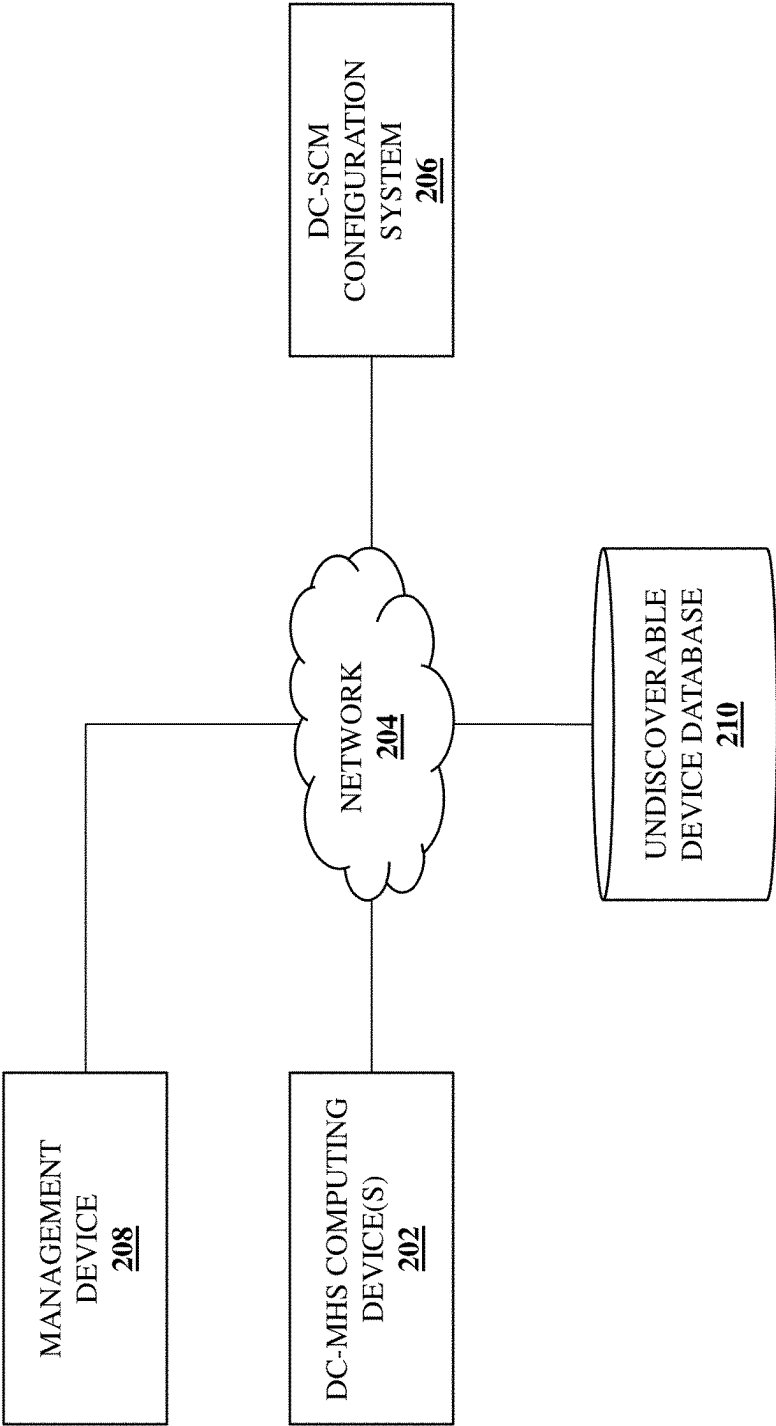 MANAGEMENT
DEVICE
208
DC-MHS COMPUTING
DEVICE(S)
202
NETWORK
204
DC-SCM
CONFIGURATION
SYSTEM
206
UNDISCOVERABLE
DEVICE DATABASE
210